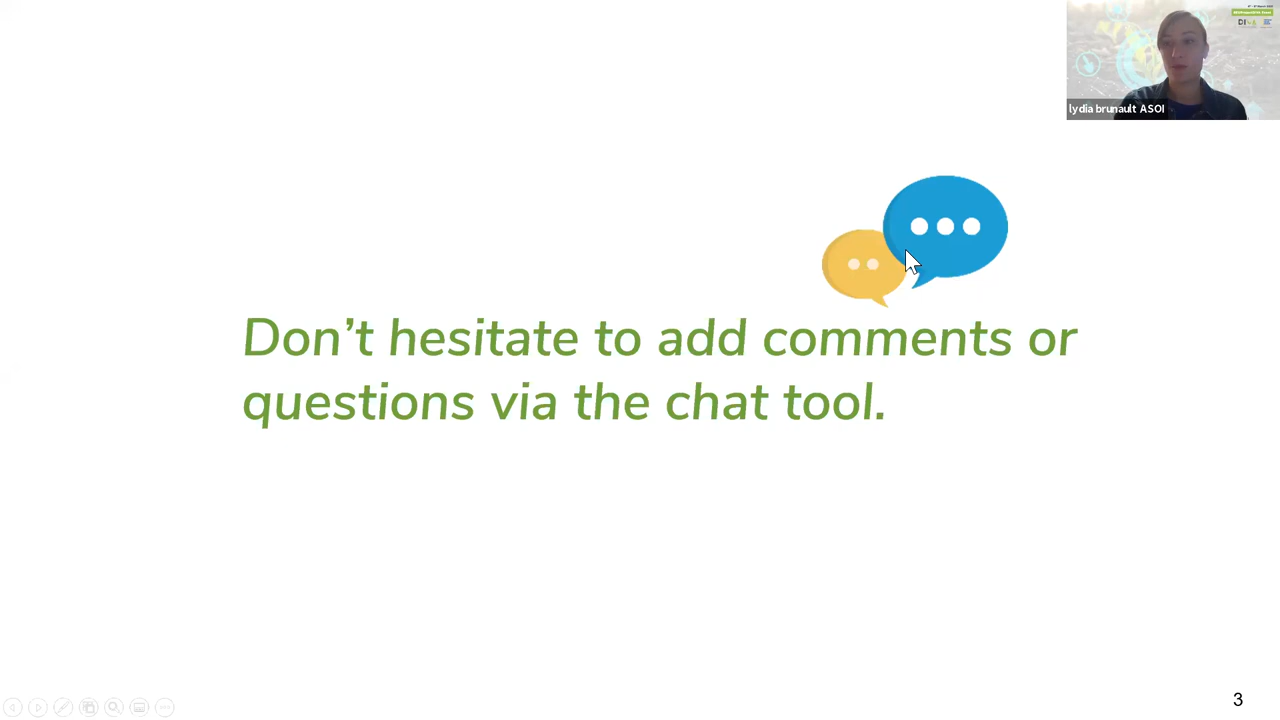 lydia brunault ASOI
Don't hesitate to add comments or
questions via the chat tool.
3